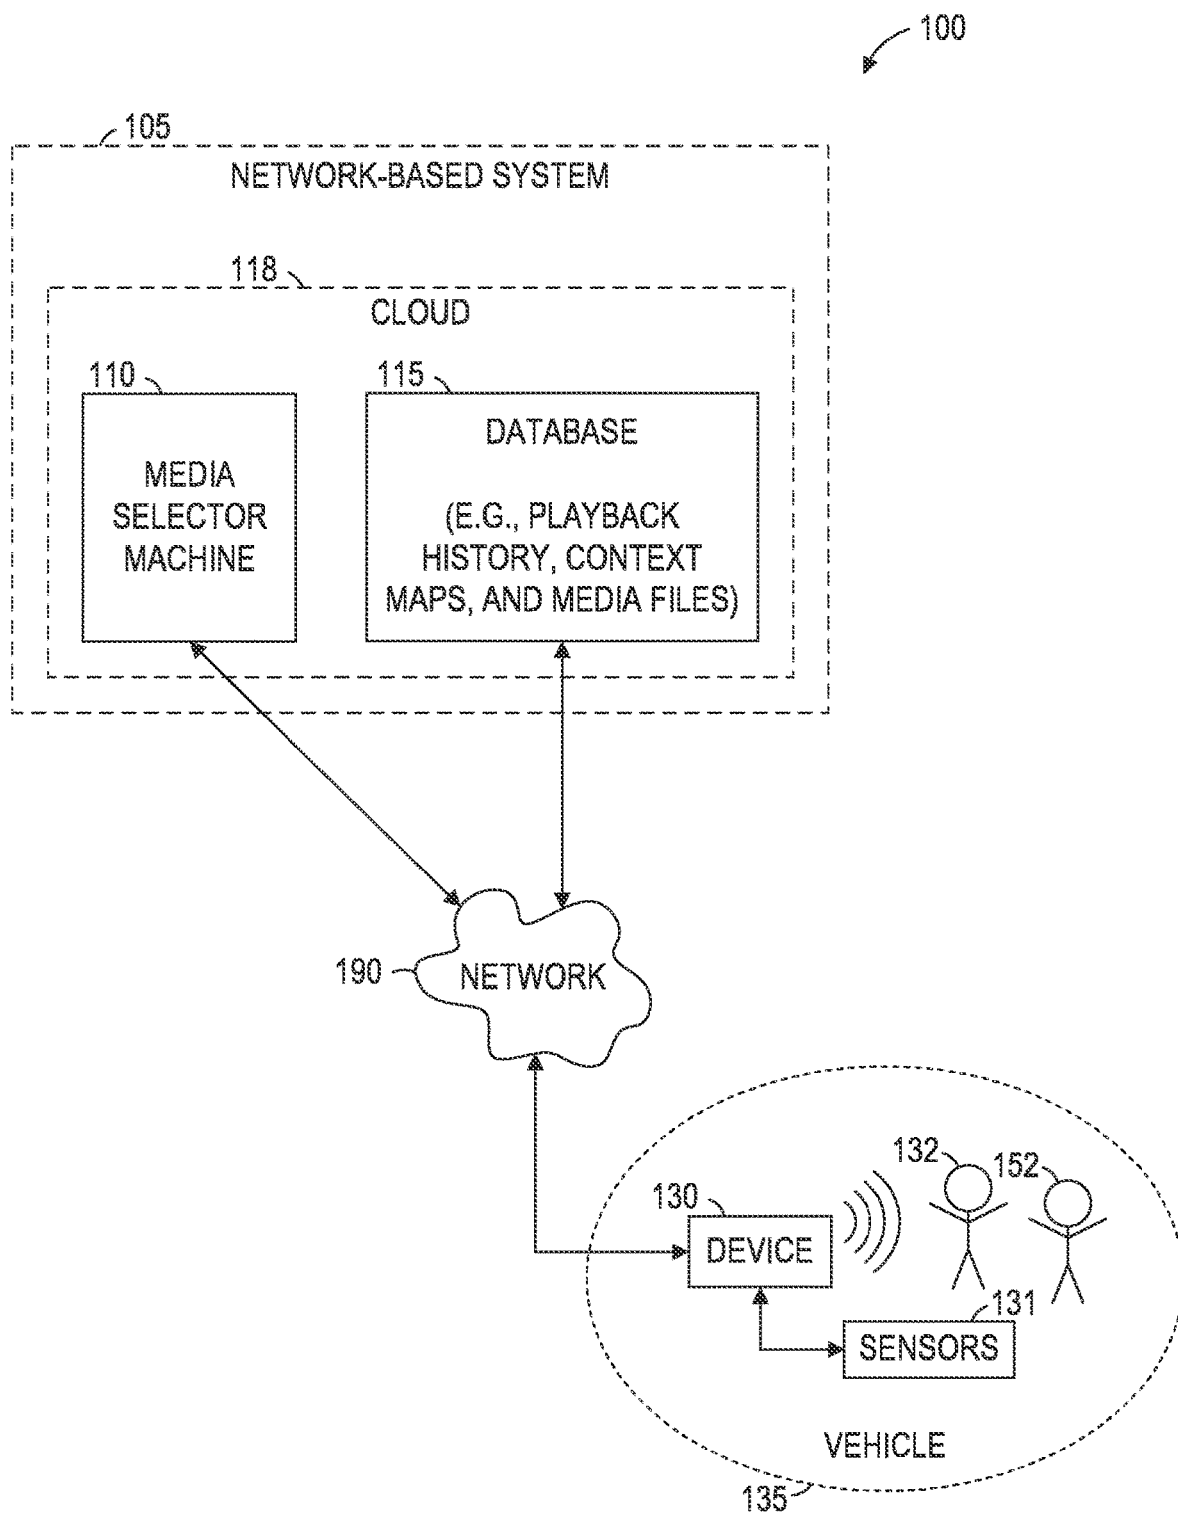 100
105
NETWORK-BASED SYSTEM
118
CLOUD
110
115
MEDIA
SELECTOR
MACHINE
DATABASE
(E.G., PLAYBACK
HISTORY, CONTEXT
MAPS, AND MEDIA FILES)
190
NETWORK
132
152
130
DEVICE
131
SENSORS
VEHICLE
135